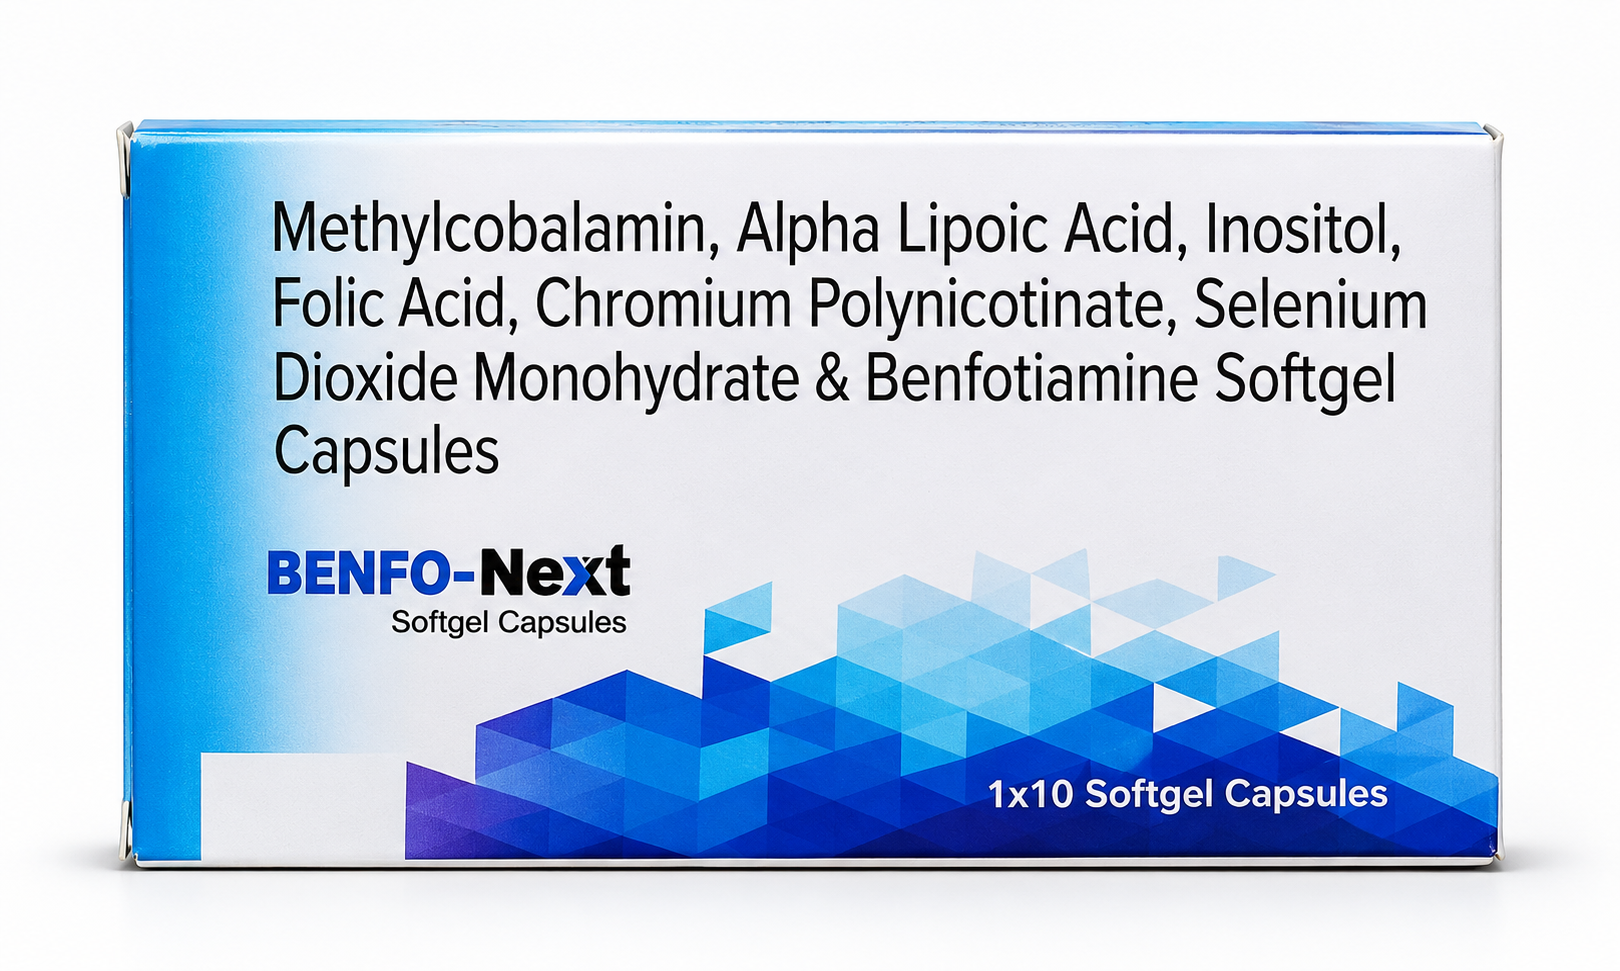 Methylcobalamin, Alpha Lipoic Acid, Inositol,
Folic Acid, Chromium Polynicotinate, Selenium
Dioxide Monohydrate & Benfotiamine Softgel
Capsules
BENFO-Next
Softgel Capsules
1x10 Softgel Capsules